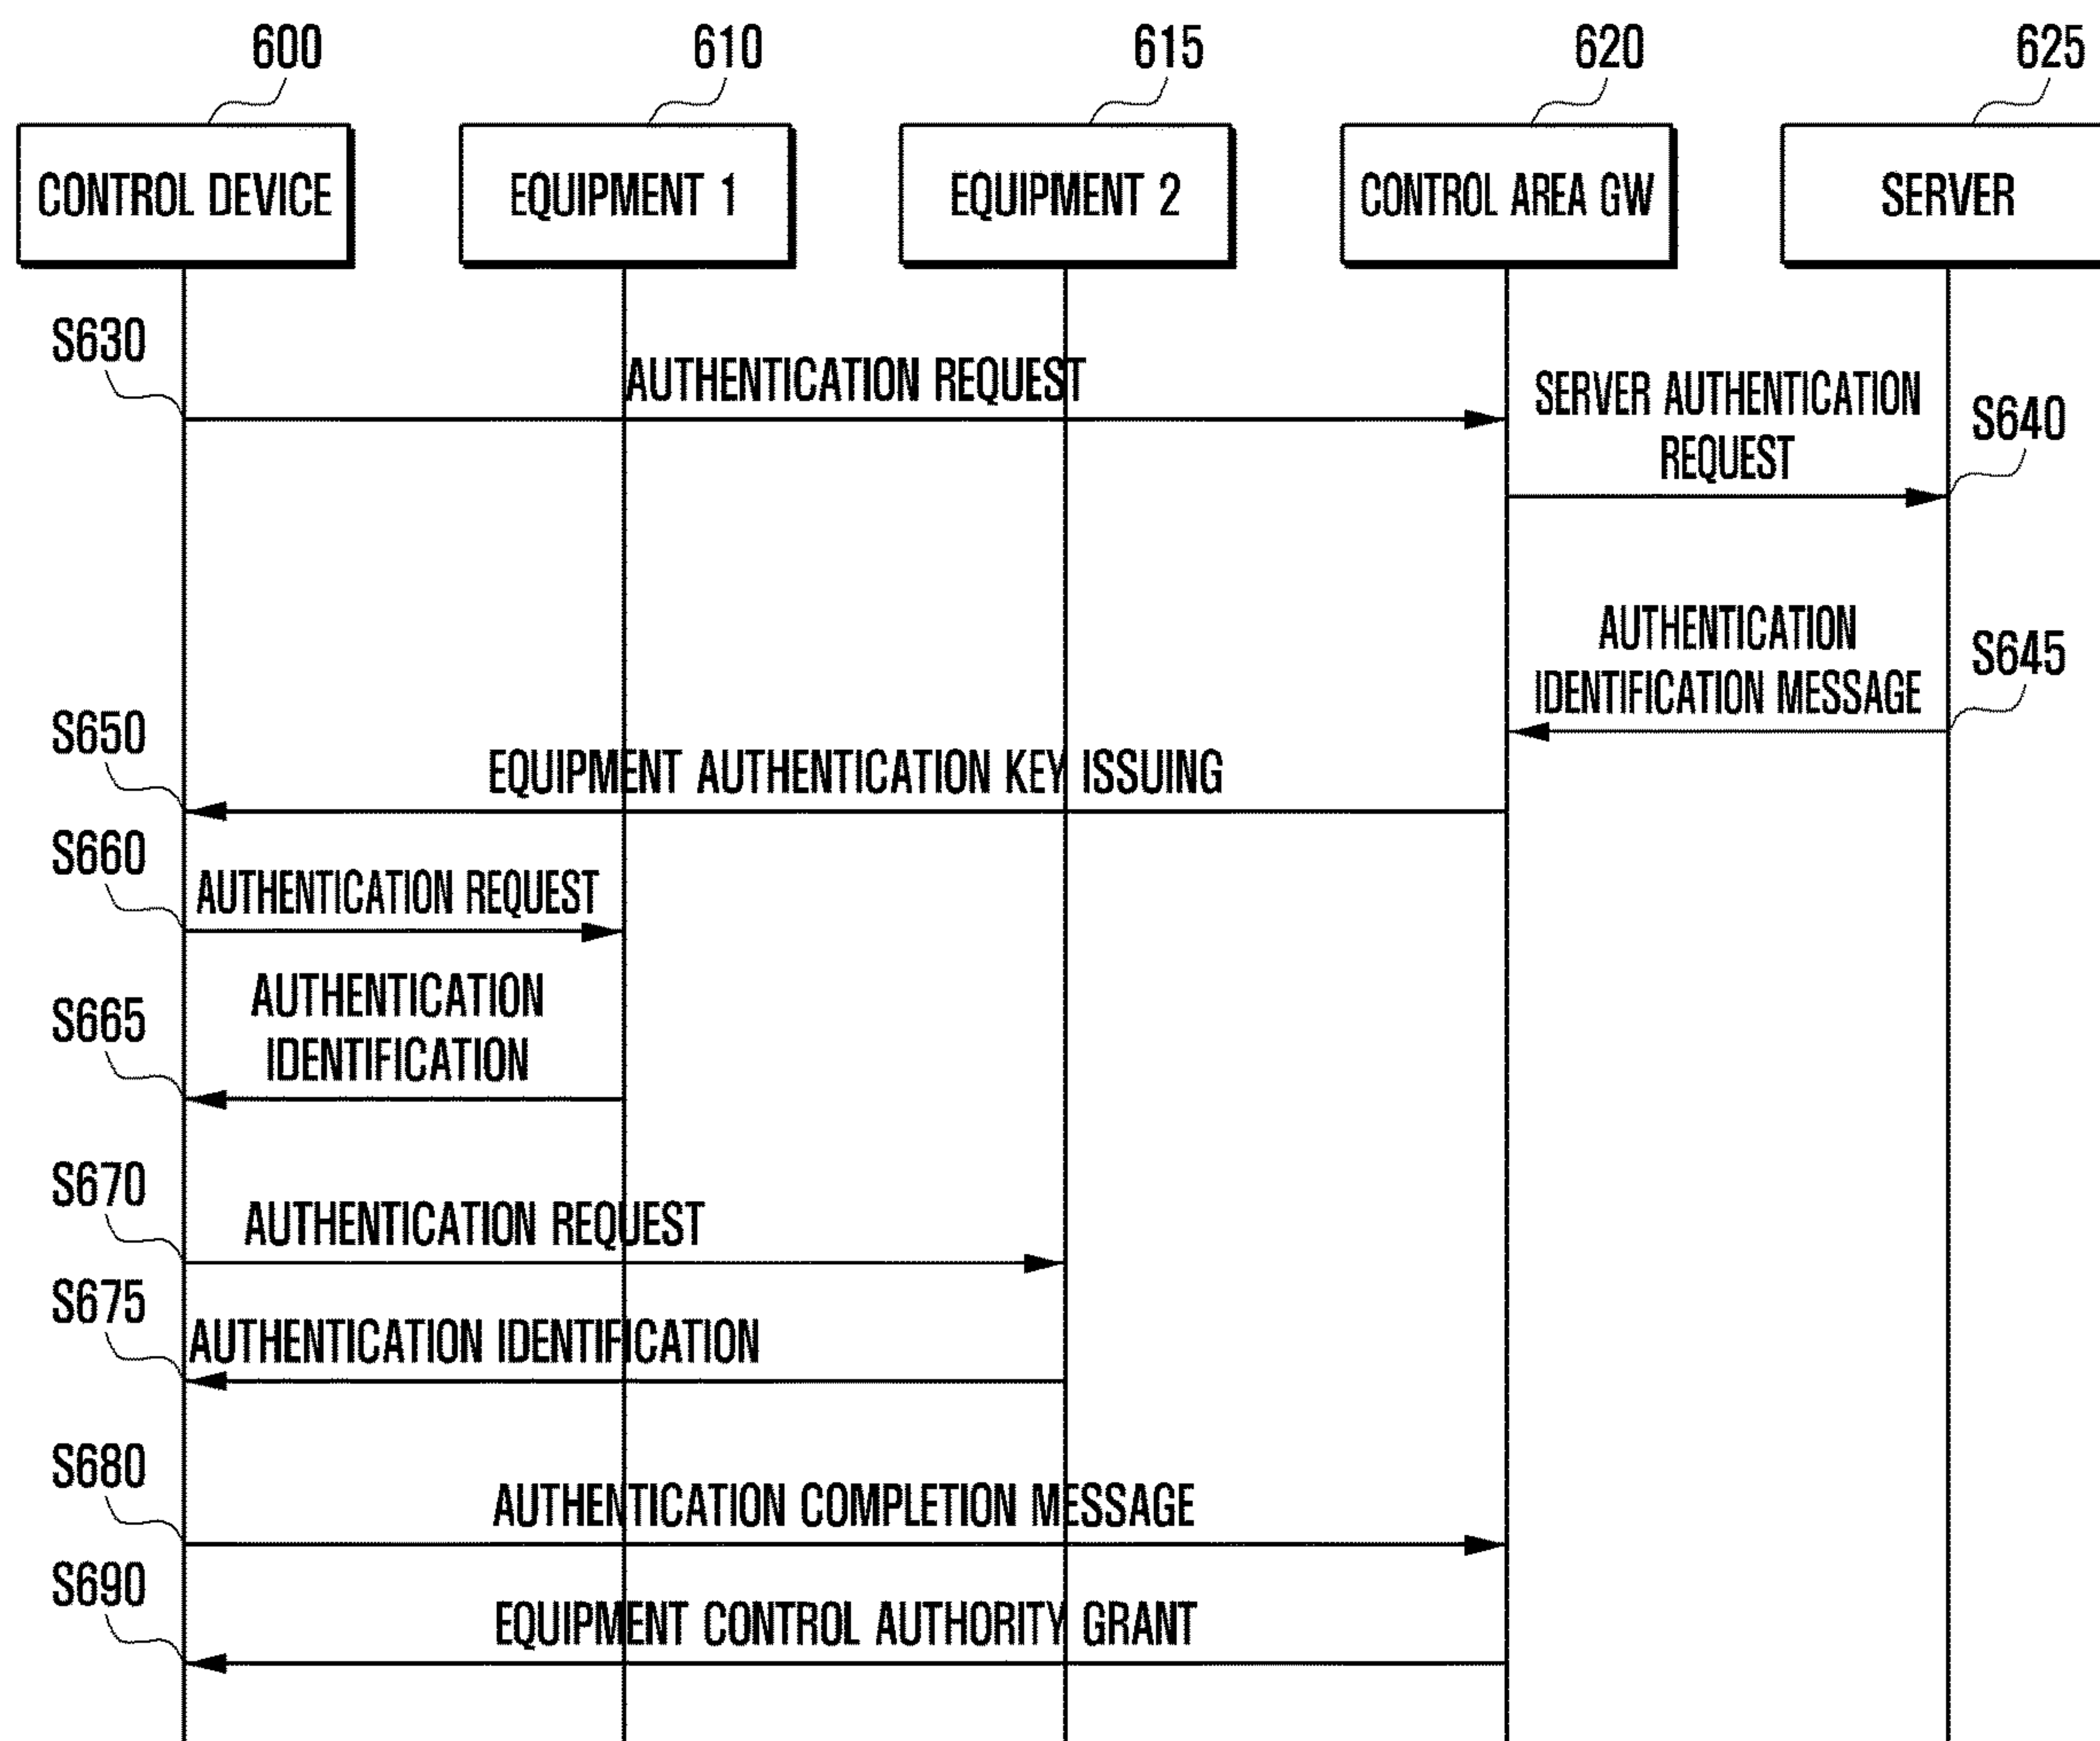 600
610
615
620
625
CONTROL DEVICE
EQUIPMENT 1
EQUIPMENT 2
CONTROL AREA GW
SERVER
S630
AUTHENTICATION REQUEST
SERVER AUTHENTICATION
REQUEST
S640
AUTHENTICATION
IDENTIFICATION MESSAGE
S645
S650
EQUIPMENT AUTHENTICATION KEY ISSUING
S660
AUTHENTICATION REQUEST
S665
AUTHENTICATION
IDENTIFICATION
S670
AUTHENTICATION REQUEST
S675
AUTHENTICATION IDENTIFICATION
S680
AUTHENTICATION COMPLETION MESSAGE
S690
EQUIPMENT CONTROL AUTHORITY GRANT